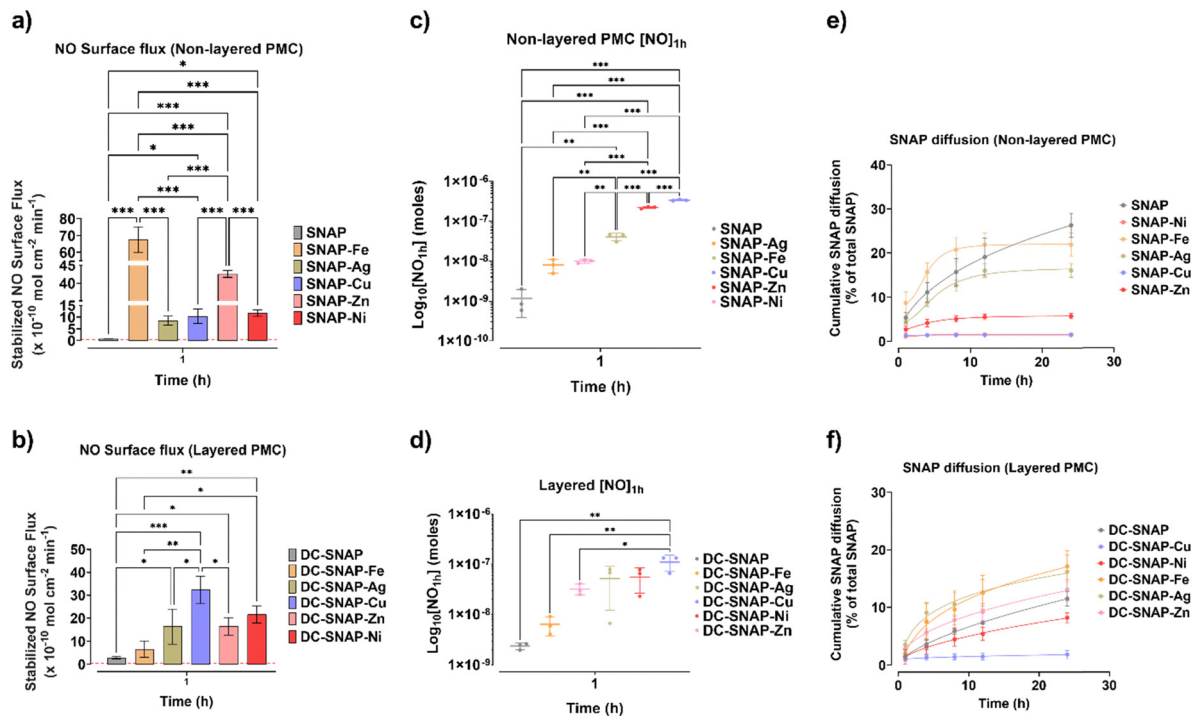 a)
NO Surface flux (Non-layered PMC)
*
***
***
***
*
***
***
*** *** *** ***
Stabilized NO Surface Flux
(x 10⁻¹⁰ mol cm⁻² min⁻¹)
80
70
60
50
45
40
15
10
5
0
1
Time (h)
SNAP
SNAP-Fe
SNAP-Ag
SNAP-Cu
SNAP-Zn
SNAP-Ni
b)
NO Surface flux (Layered PMC)
**
*
*
***
**
* * *
Stabilized NO Surface Flux
(x 10⁻¹⁰ mol cm⁻² min⁻¹)
50
40
30
20
10
0
1
Time (h)
DC-SNAP
DC-SNAP-Fe
DC-SNAP-Ag
DC-SNAP-Cu
DC-SNAP-Zn
DC-SNAP-Ni
c)
Non-layered PMC [NO]₁ₕ
***
***
***
***
***
**
***
** ***
** *** ***
Log₁₀[NO₁ₕ] (moles)
1×10⁻⁶
1×10⁻⁷
1×10⁻⁸
1×10⁻⁹
1×10⁻¹⁰
1
Time (h)
SNAP
SNAP-Ag
SNAP-Fe
SNAP-Cu
SNAP-Zn
SNAP-Ni
d)
Layered [NO]₁ₕ
**
**
*
Log₁₀[NO₁ₕ] (moles)
1×10⁻⁶
1×10⁻⁷
1×10⁻⁸
1×10⁻⁹
1
Time (h)
DC-SNAP
DC-SNAP-Fe
DC-SNAP-Ag
DC-SNAP-Cu
DC-SNAP-Ni
DC-SNAP-Zn
e)
SNAP diffusion (Non-layered PMC)
Cumulative SNAP diffusion
(% of total SNAP)
40
30
20
10
0
0 10 20 30
Time (h)
SNAP
SNAP-Ni
SNAP-Fe
SNAP-Ag
SNAP-Cu
SNAP-Zn
f)
SNAP diffusion (Layered PMC)
Cumulative SNAP diffusion
(% of total SNAP)
30
20
10
0
0 10 20 30
Time (h)
DC-SNAP
DC-SNAP-Cu
DC-SNAP-Ni
DC-SNAP-Fe
DC-SNAP-Ag
DC-SNAP-Zn